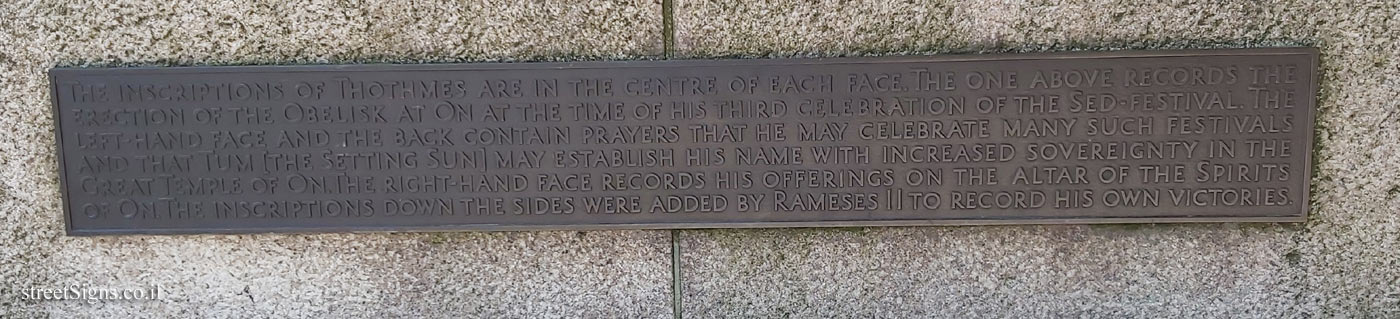 THE INSCRIPTIONS OF THOTHMES ARE IN THE CENTRE OF EACH FACE. THE ONE ABOVE RECORDS THE
ERECTION OF THE OBELISK AT ON AT THE TIME OF HIS THIRD CELEBRATION OF THE SED-FESTIVAL. THE
LEFT-HAND FACE AND THE BACK CONTAIN PRAYERS THAT HE MAY CELEBRATE MANY SUCH FESTIVALS
AND THAT TUM [THE SETTING SUN] MAY ESTABLISH HIS NAME WITH INCREASED SOVEREIGNTY IN THE
GREAT TEMPLE OF ON. THE RIGHT-HAND FACE RECORDS HIS OFFERINGS ON THE ALTAR OF THE SPIRITS
OF ON. THE INSCRIPTIONS DOWN THE SIDES WERE ADDED BY RAMESES II TO RECORD HIS OWN VICTORIES.
streetSigns.co.il